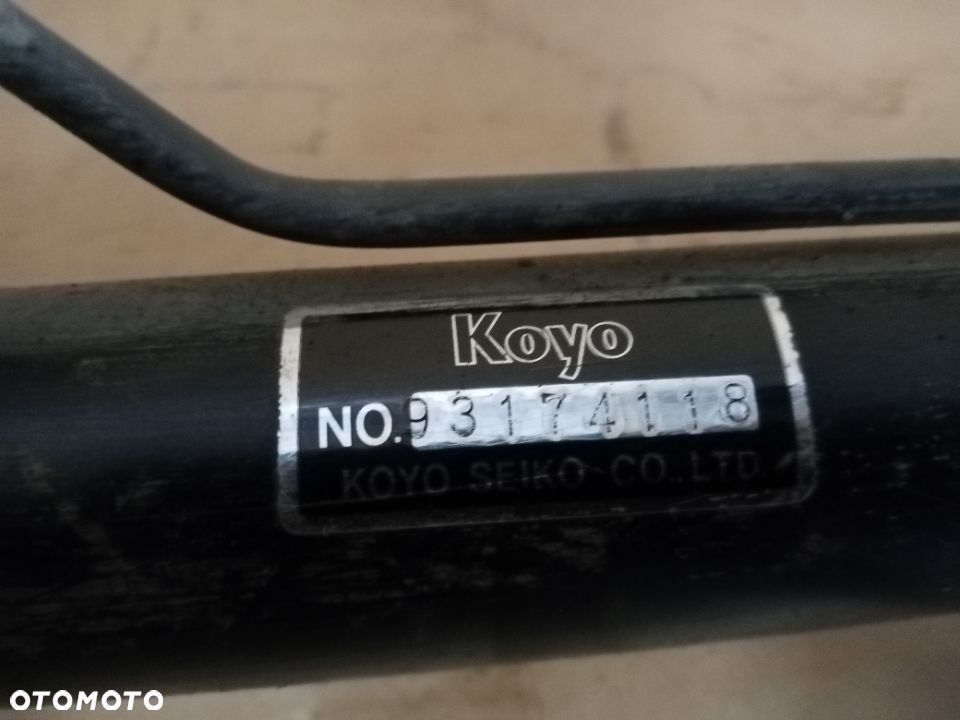 Koyo
NO.93174118
KOYO SEIKO CO.,LTD
OTOMOTO